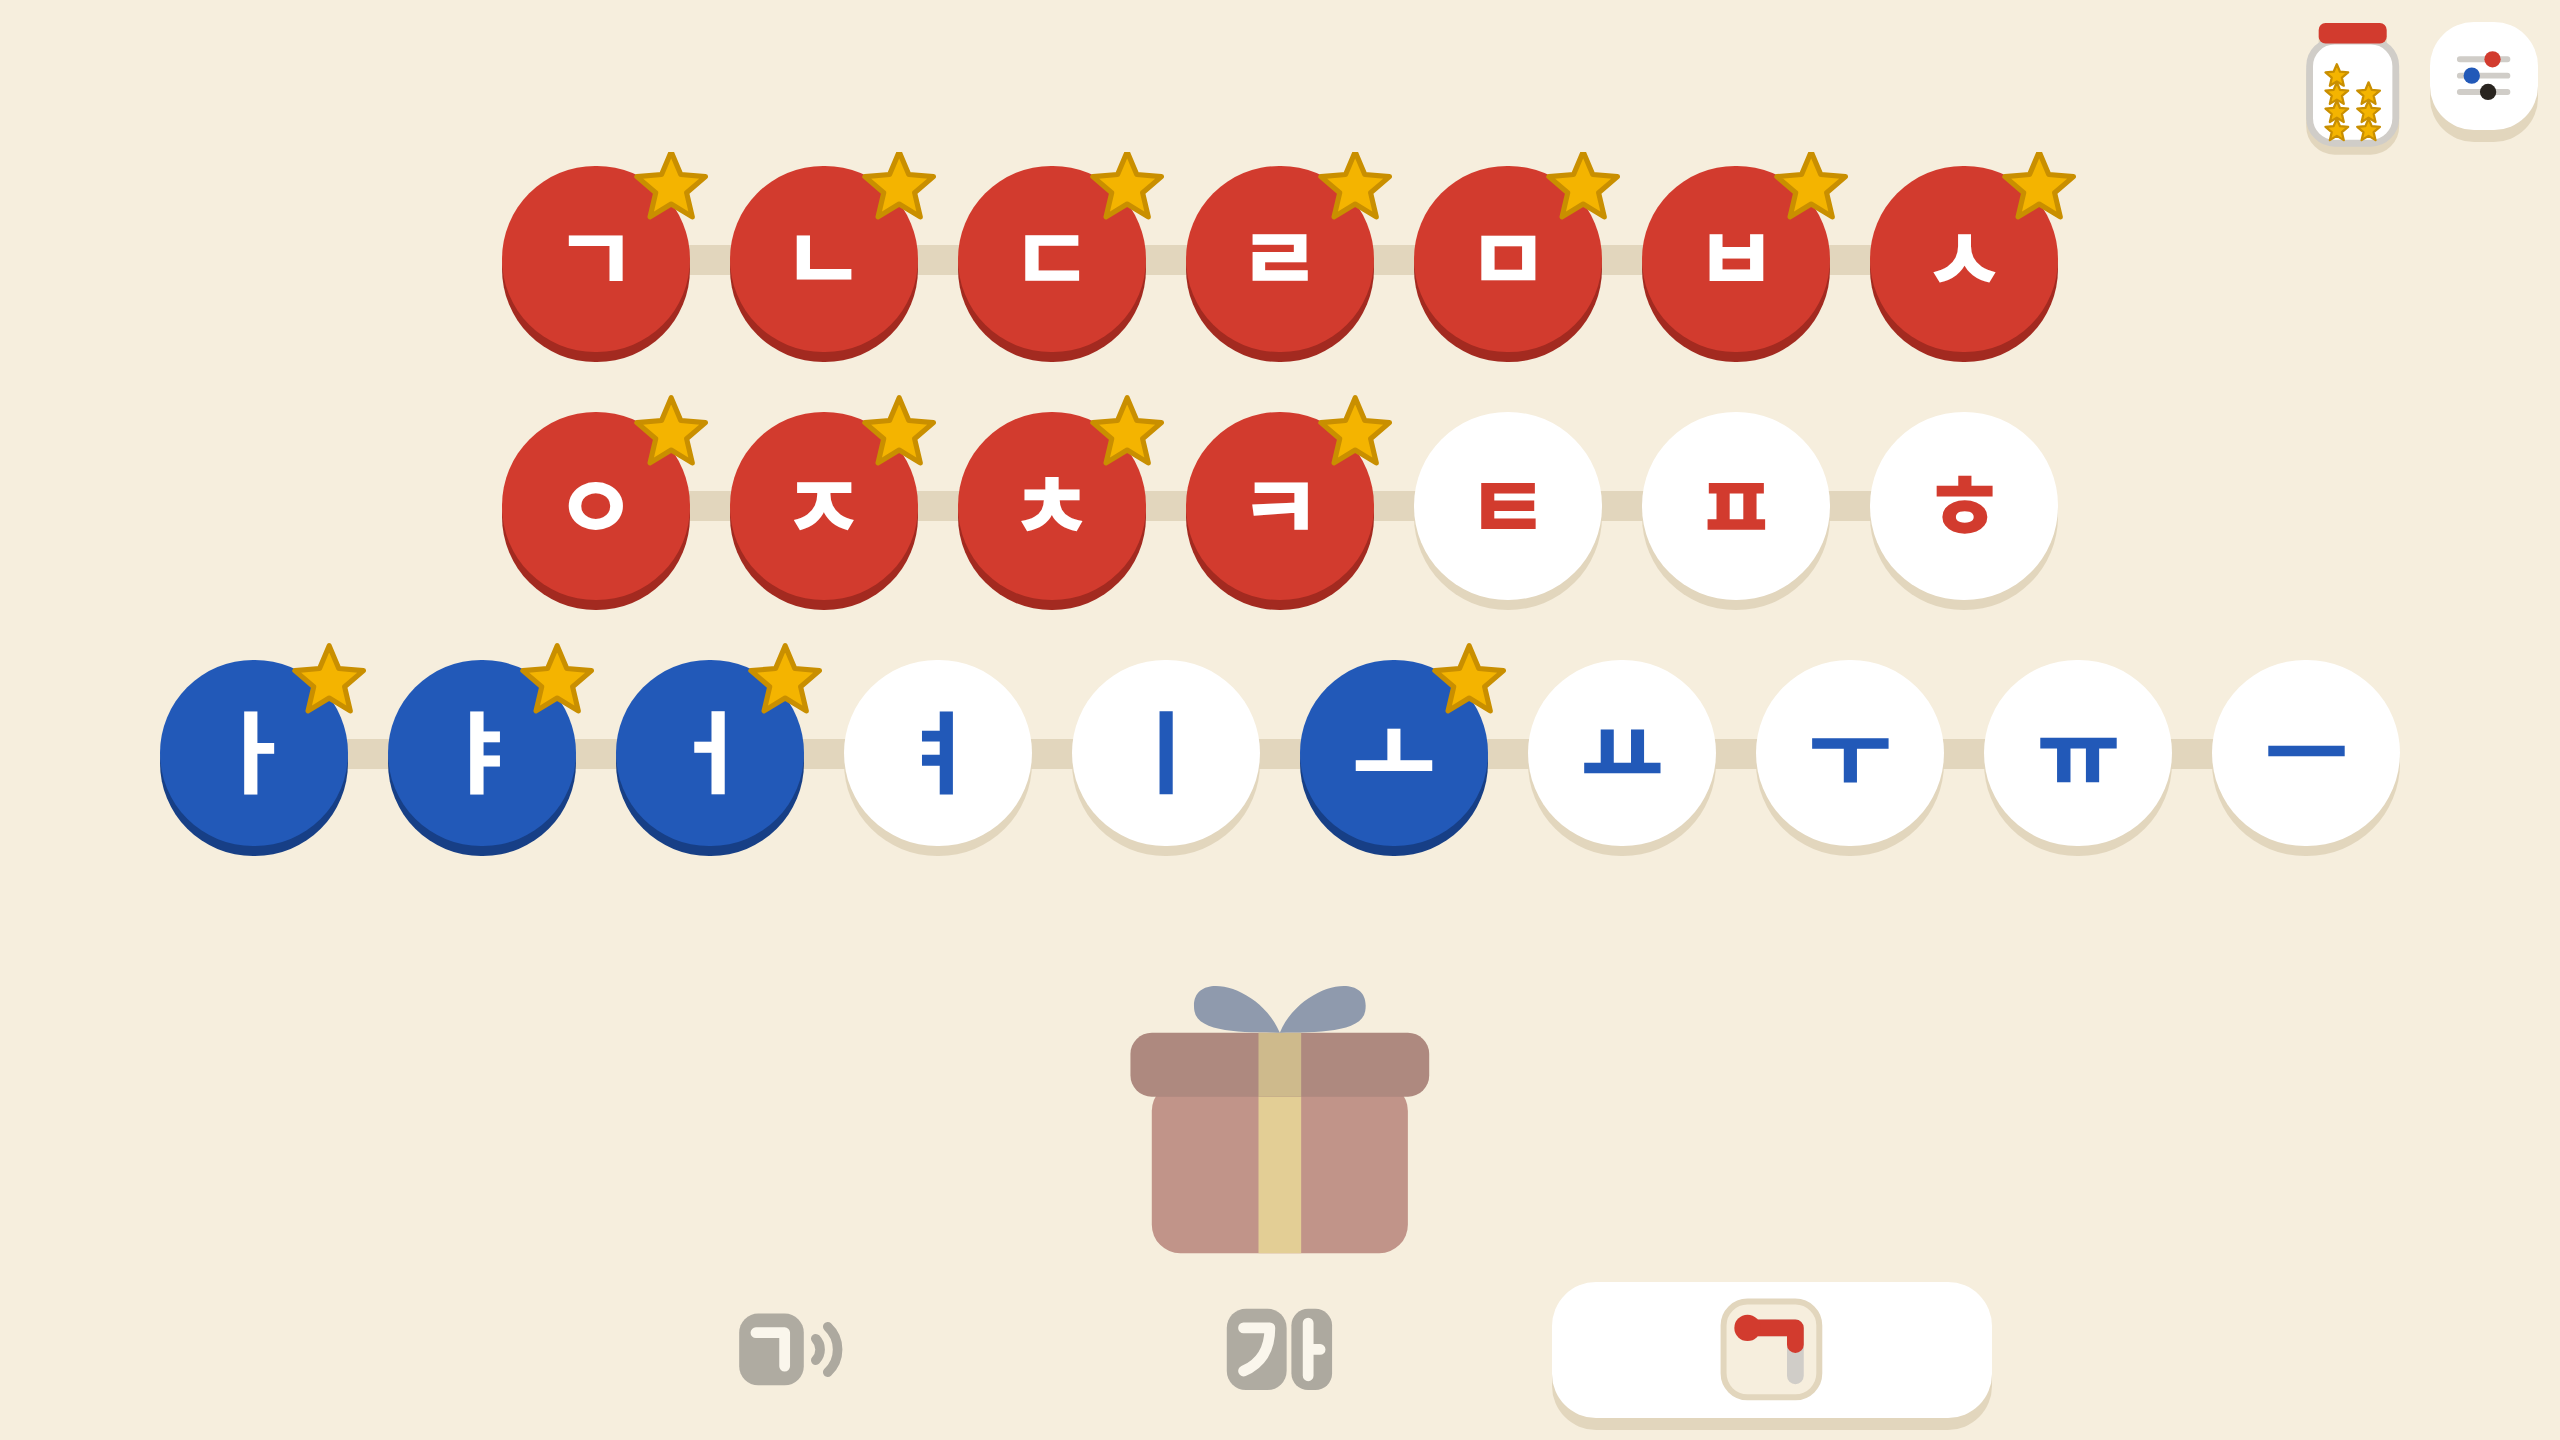 ㄱ ㄴ ㄷ ㄹ ㅁ ㅂ ㅅ
ㅇ ㅈ ㅊ ㅋ ㅌ ㅍ ㅎ
ㅏ ㅑ ㅓ ㅕ ㅣ ㅗ ㅛ ㅜ ㅠ ㅡ
ㄱ 가 ㄱ